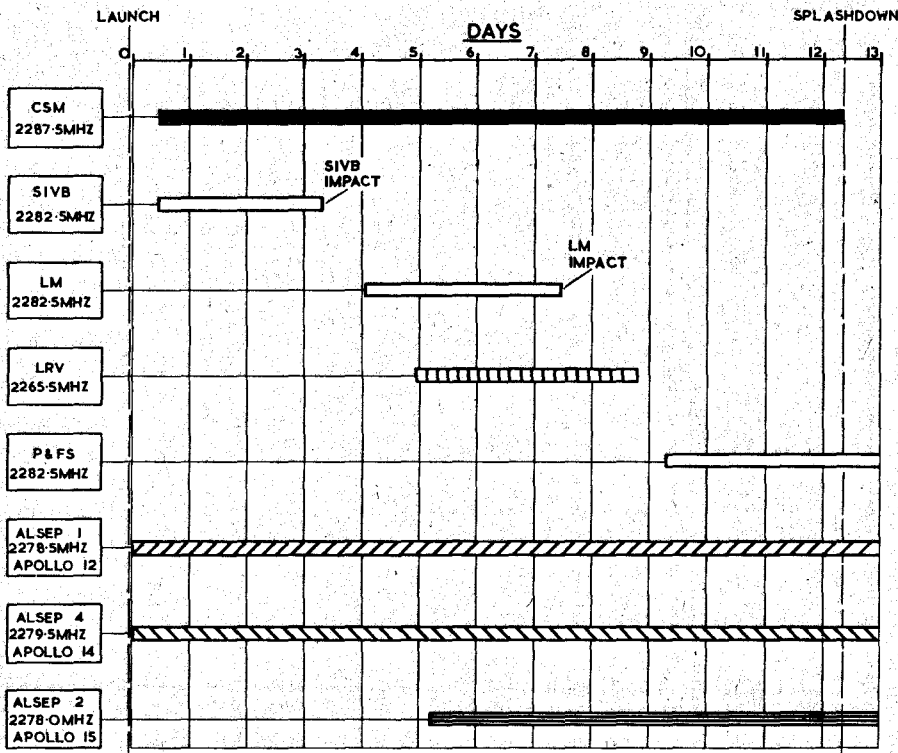 LAUNCH
SPLASHDOWN
DAYS
0 1 2 3 4 5 6 7 8 9 10 11 12 13
CSM
2287·5MHZ
SIVB
2282·5MHZ
SIVB
IMPACT
LM
2282·5MHZ
LM
IMPACT
LRV
2265·5MHZ
P&FS
2282·5MHZ
ALSEP 1
2278·5MHZ
APOLLO 12
ALSEP 4
2279·5MHZ
APOLLO 14
ALSEP 2
2278·0MHZ
APOLLO 15